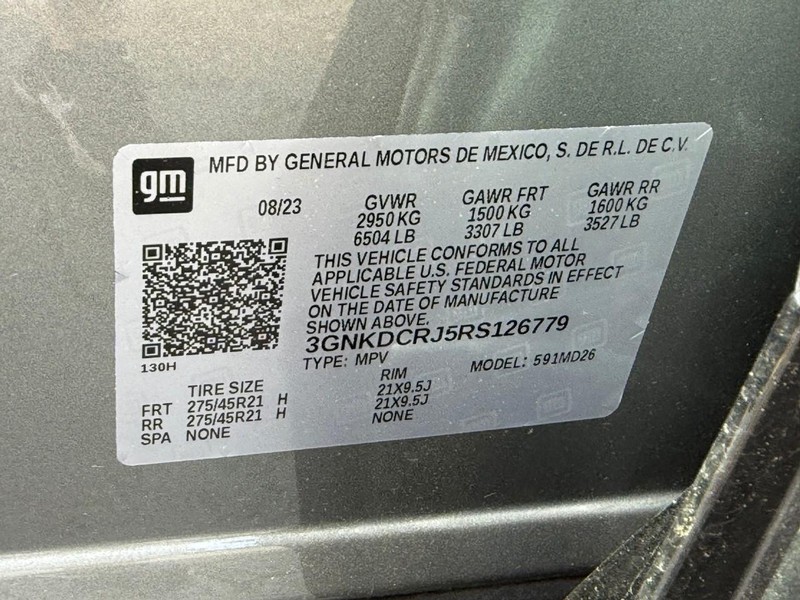 gm
MFD BY GENERAL MOTORS DE MEXICO, S. DE R.L. DE C.V.
08/23
GVWR GAWR FRT GAWR RR
2950 KG 1500 KG 1600 KG
6504 LB 3307 LB 3527 LB
THIS VEHICLE CONFORMS TO ALL
APPLICABLE U.S. FEDERAL MOTOR
VEHICLE SAFETY STANDARDS IN EFFECT
ON THE DATE OF MANUFACTURE
SHOWN ABOVE.
3GNKDCRJ5RS126779
130H
TYPE: MPV MODEL: 591MD26
TIRE SIZE RIM
FRT 275/45R21 H 21X9.5J
RR 275/45R21 H 21X9.5J
SPA NONE NONE